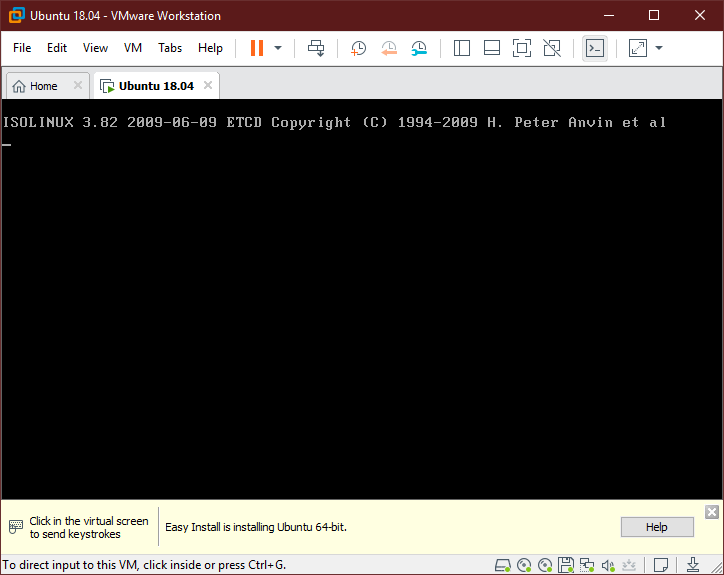 Ubuntu 18.04 - VMware Workstation
File Edit View VM Tabs Help
Home Ubuntu 18.04
ISOLINUX 3.82 2009-06-09 ETCD Copyright (C) 1994-2009 H. Peter Anvin et al
Click in the virtual screen
to send keystrokes
Easy Install is installing Ubuntu 64-bit.
Help
To direct input to this VM, click inside or press Ctrl+G.